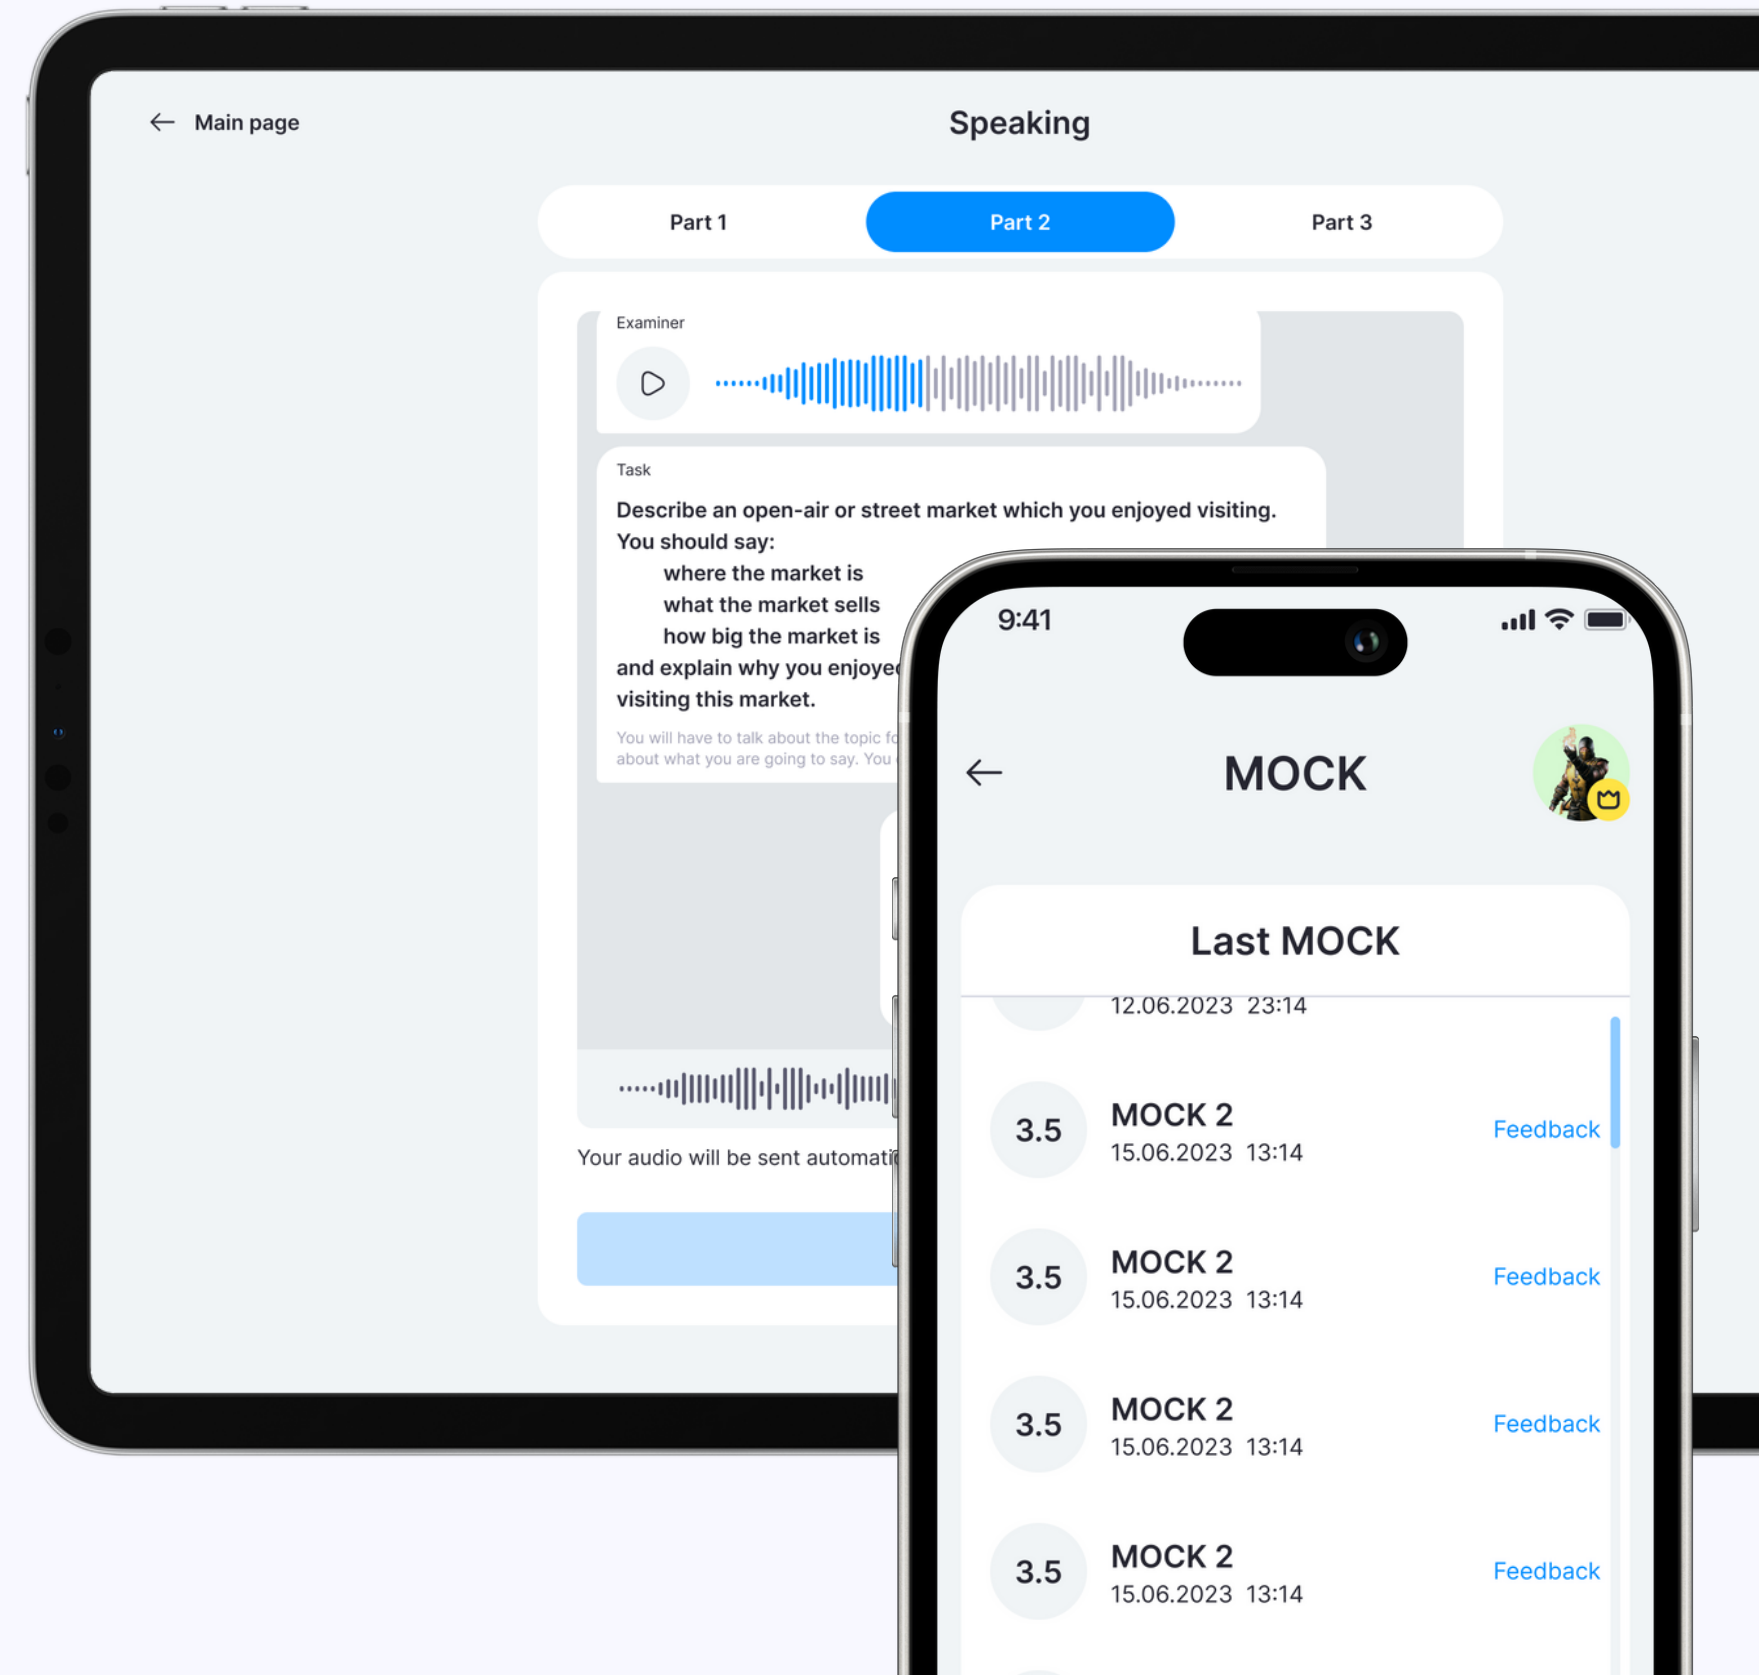 Main page
Speaking
Part 1
Part 2
Part 3
Examiner
Task
Describe an open-air or street market which you enjoyed visiting.
You should say:
where the market is
what the market sells
how big the market is
and explain why you enjoyed
visiting this market.
You will have to talk about the topic
about what you are going to say. You
Your audio will be sent
9:41
MOCK
Last MOCK
12.06.2023 23:14
3.5
MOCK 2
15.06.2023 13:14
Feedback
3.5
MOCK 2
15.06.2023 13:14
Feedback
3.5
MOCK 2
15.06.2023 13:14
Feedback
3.5
MOCK 2
15.06.2023 13:14
Feedback